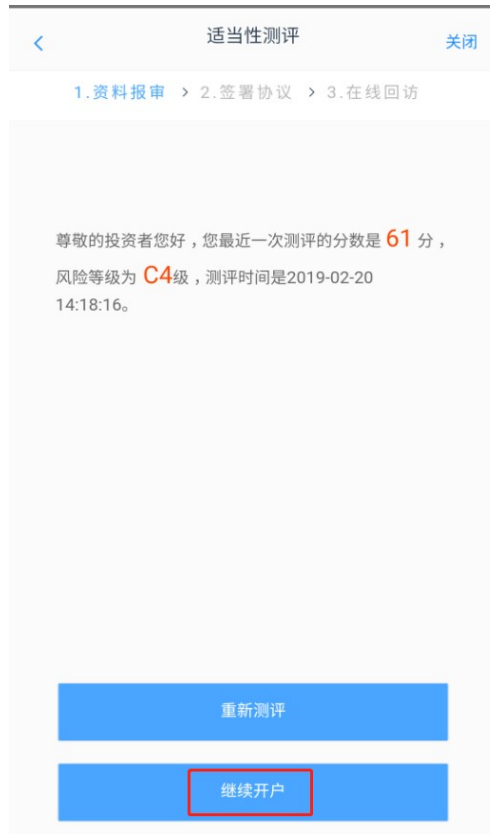 适当性测评
关闭
1.资料报审 > 2.签署协议 > 3.在线回访
尊敬的投资者您好，您最近一次测评的分数是 61 分，
风险等级为 C4级，测评时间是2019-02-20
14:18:16。
重新测评
继续开户